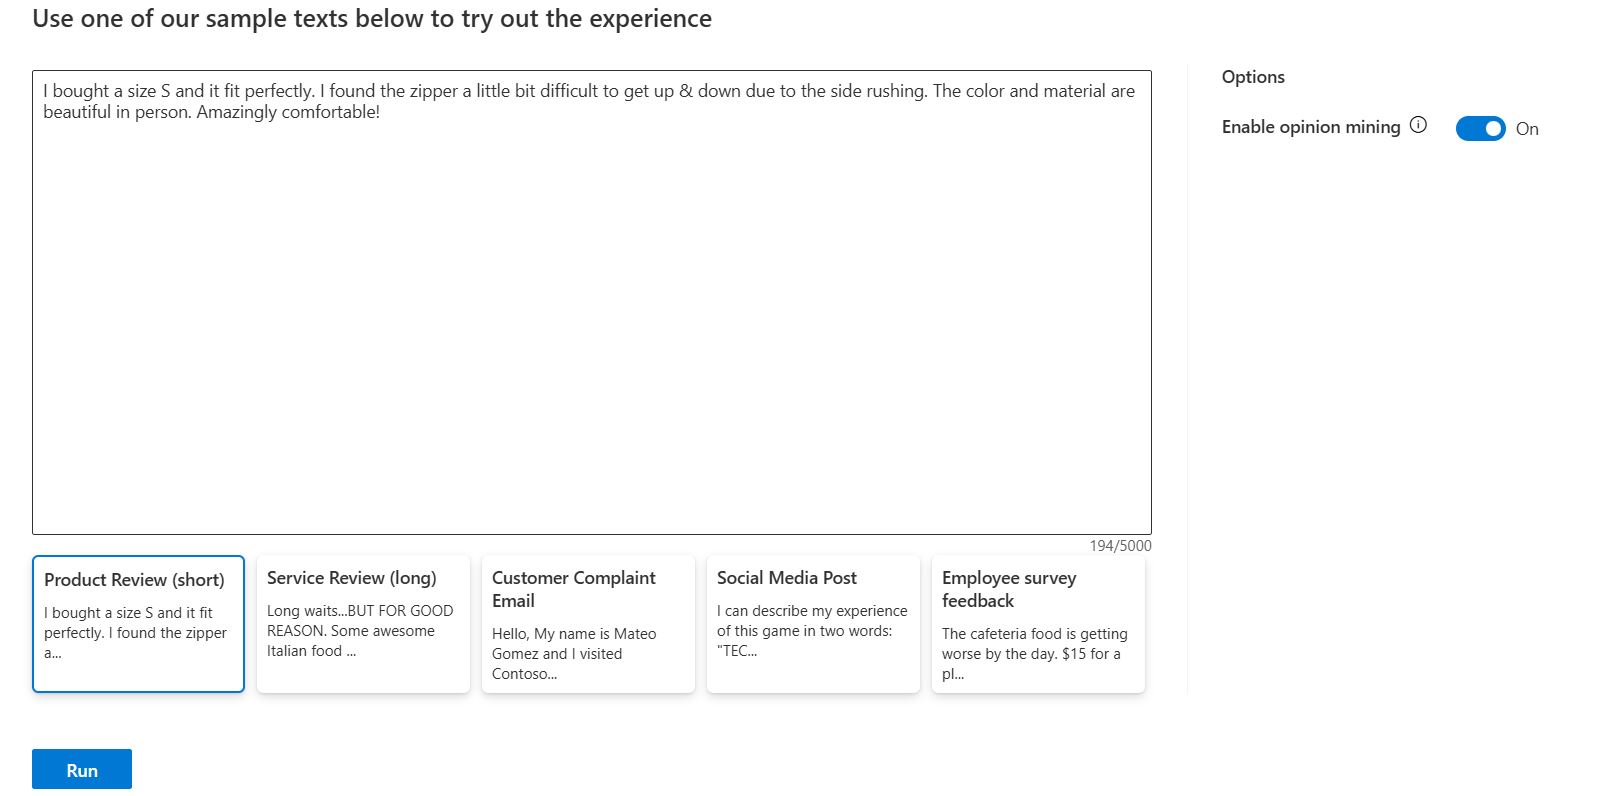 Use one of our sample texts below to try out the experience
I bought a size S and it fit perfectly. I found the zipper a little bit difficult to get up & down due to the side rushing. The color and material are
beautiful in person. Amazingly comfortable!
194/5000
Options
Enable opinion mining
On
Product Review (short)
I bought a size S and it fit
perfectly. I found the zipper
a...
Service Review (long)
Long waits...BUT FOR GOOD
REASON. Some awesome
Italian food ...
Customer Complaint
Email
Hello, My name is Mateo
Gomez and I visited
Contoso...
Social Media Post
I can describe my experience
of this game in two words:
"TEC...
Employee survey
feedback
The cafeteria food is getting
worse by the day. $15 for a
pl...
Run